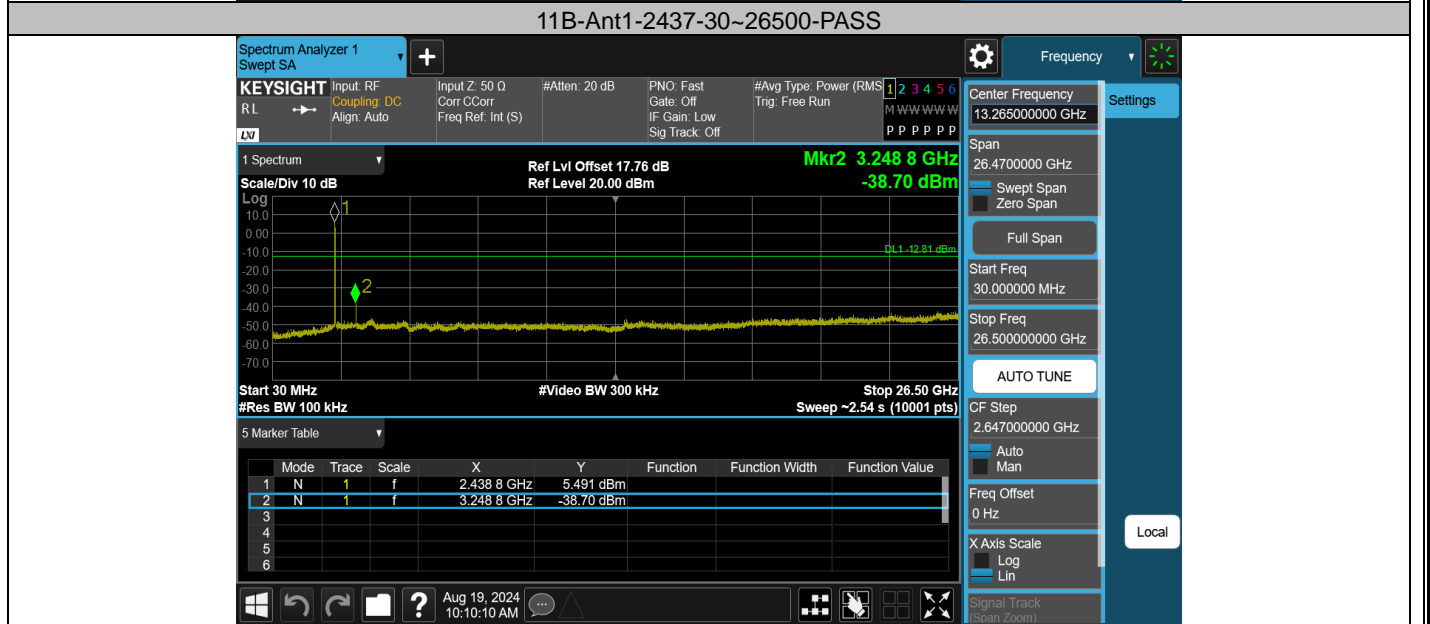 11B-Ant1-2437-30~26500-PASS
Spectrum Analyzer 1
Swept SA
+
Frequency
KEYSIGHT
RL
LXI
Input: RF
Coupling: DC
Align: Auto
Input Z: 50 Ω
Corr CCorr
Freq Ref: Int (S)
#Atten: 20 dB
PNO: Fast
Gate: Off
IF Gain: Low
Sig Track: Off
#Avg Type: Power (RMS
Trig: Free Run
1 2 3 4 5 6
M W W W W W
P P P P P P
1 Spectrum
Scale/Div 10 dB
Ref Lvl Offset 17.76 dB
Ref Level 20.00 dBm
Mkr2 3.248 8 GHz
-38.70 dBm
Log
10.0
0.00
-10.0
-20.0
-30.0
-40.0
-50.0
-60.0
-70.0
1
2
DL1 -12.81 dBm
Start 30 MHz
#Video BW 300 kHz
Stop 26.50 GHz
#Res BW 100 kHz
Sweep ~2.54 s (10001 pts)
5 Marker Table
Mode Trace Scale X Y Function Function Width Function Value
1 N 1 f 2.438 8 GHz 5.491 dBm
2 N 1 f 3.248 8 GHz -38.70 dBm
3
4
5
6
?
Aug 19, 2024
10:10:10 AM
Center Frequency
13.265000000 GHz
Settings
Span
26.4700000 GHz
Swept Span
Zero Span
Full Span
Start Freq
30.000000 MHz
Stop Freq
26.500000000 GHz
AUTO TUNE
CF Step
2.647000000 GHz
Auto
Man
Freq Offset
0 Hz
X Axis Scale
Log
Lin
Local
Signal Track
(Span Zoom)